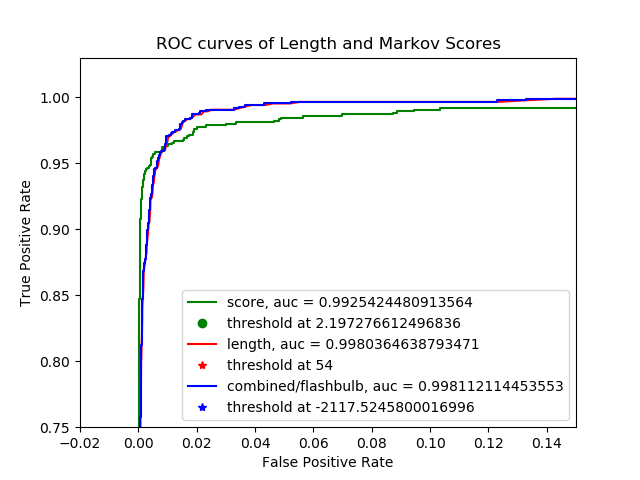 ROC curves of Length and Markov Scores
1.00
0.95
0.90
0.85
0.80
0.75
True Positive Rate
score, auc = 0.9925424480913564
threshold at 2.197276612496836
length, auc = 0.9980364638793471
threshold at 54
combined/flashbulb, auc = 0.998112114453553
threshold at -2117.5245800016996
−0.02 0.00 0.02 0.04 0.06 0.08 0.10 0.12 0.14
False Positive Rate